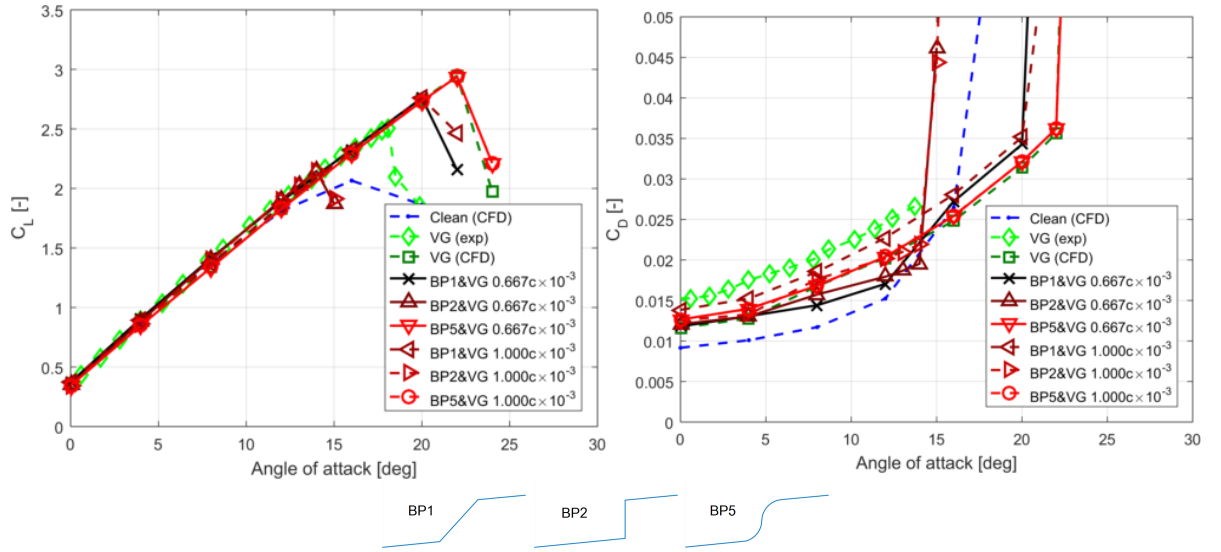 3.5
3
2.5
2
1.5
1
0.5
0
C_L [-]
0 5 10 15 20 25 30
Angle of attack [deg]
Clean (CFD)
VG (exp)
VG (CFD)
BP1&VG 0.667c×10^-3
BP2&VG 0.667c×10^-3
BP5&VG 0.667c×10^-3
BP1&VG 1.000c×10^-3
BP2&VG 1.000c×10^-3
BP5&VG 1.000c×10^-3
0.05
0.045
0.04
0.035
0.03
0.025
0.02
0.015
0.01
0.005
0
C_D [-]
0 5 10 15 20 25 30
Angle of attack [deg]
Clean (CFD)
VG (exp)
VG (CFD)
BP1&VG 0.667c×10^-3
BP2&VG 0.667c×10^-3
BP5&VG 0.667c×10^-3
BP1&VG 1.000c×10^-3
BP2&VG 1.000c×10^-3
BP5&VG 1.000c×10^-3
BP1 BP2 BP5